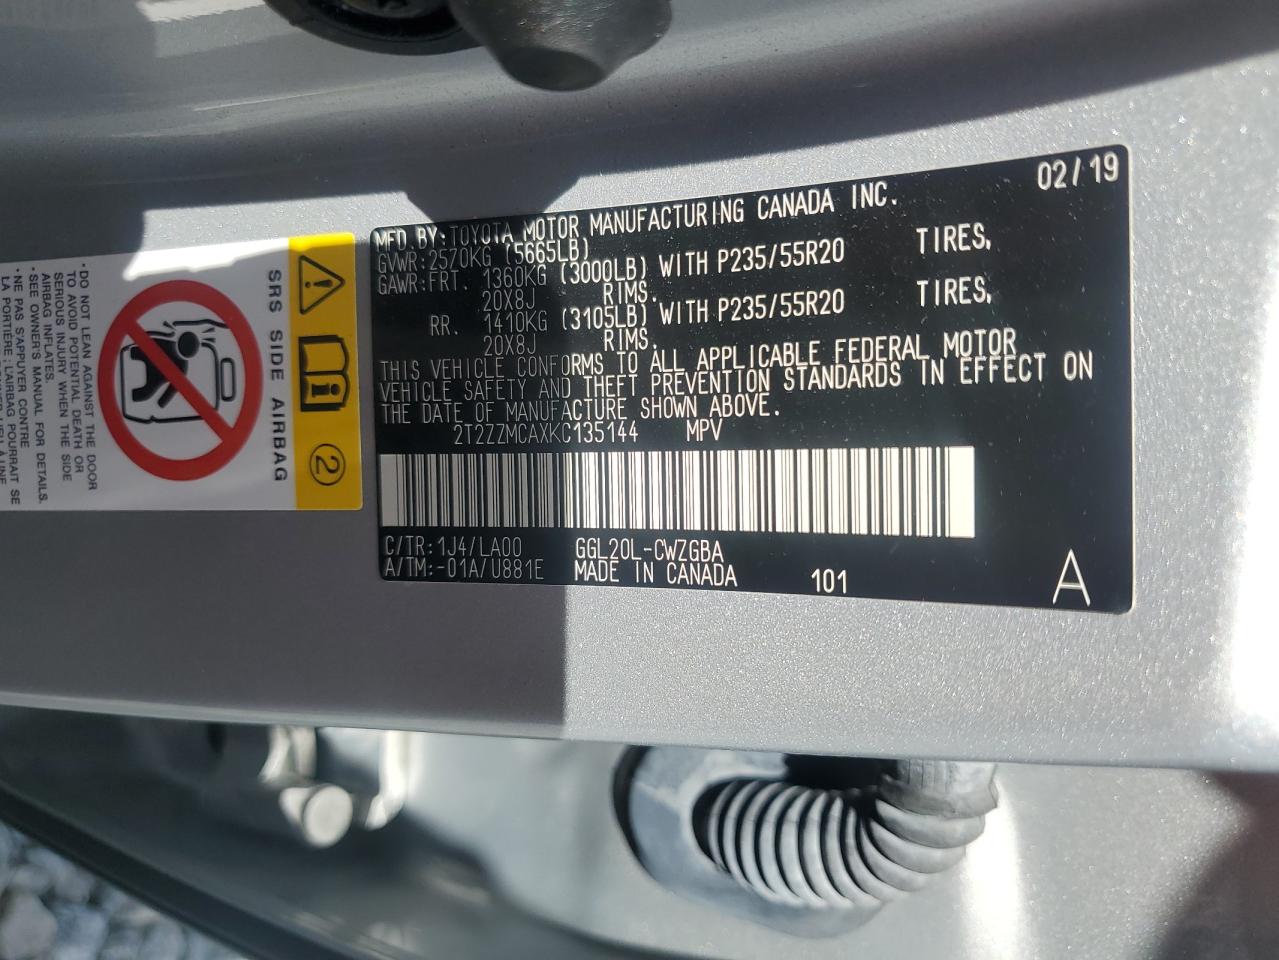 02/19
MFD.BY:TOYOTA MOTOR MANUFACTURING CANADA INC.
GVWR:2570KG (5665LB)
GAWR:FRT. 1360KG (3000LB) WITH P235/55R20 TIRES,
20X8J RIMS.
RR. 1410KG (3105LB) WITH P235/55R20 TIRES,
20X8J RIMS.
THIS VEHICLE CONFORMS TO ALL APPLICABLE FEDERAL MOTOR
VEHICLE SAFETY AND THEFT PREVENTION STANDARDS IN EFFECT ON
THE DATE OF MANUFACTURE SHOWN ABOVE.
2T2ZZMCAXKC135144 MPV
C/TR:1J4/LA00 GGL20L-CWZGBA
A/TM:-01A/U881E MADE IN CANADA 101 A
SRS SIDE AIRBAG
2
• DO NOT LEAN AGAINST THE DOOR
TO AVOID POTENTIAL DEATH OR
SERIOUS INJURY WHEN THE SIDE
AIRBAG INFLATES.
• SEE OWNER'S MANUAL FOR DETAILS.
• NE PAS S'APPUYER CONTRE
LA PORTIERE : L'AIRBAG POURRAIT SE